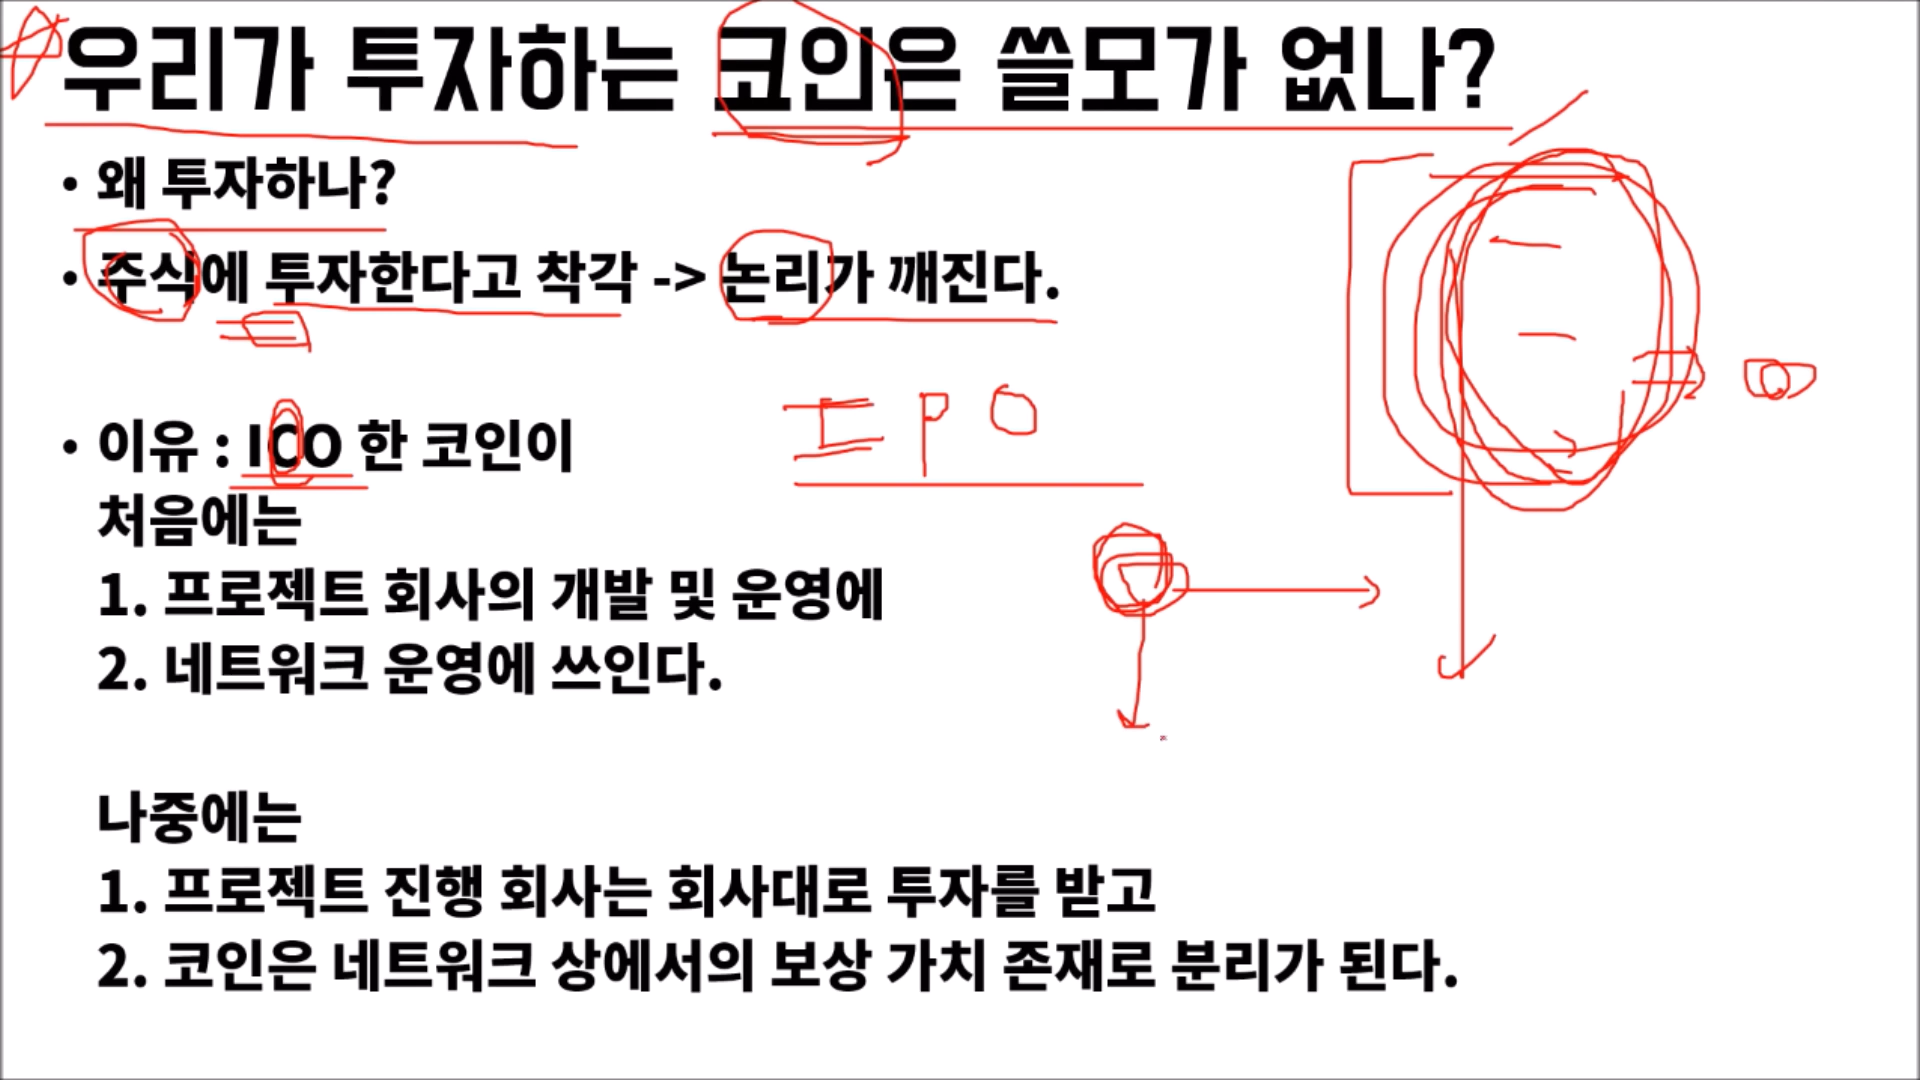 우리가 투자하는 코인은 쓸모가 없나?
• 왜 투자하나?
• 주식에 투자한다고 착각 -> 논리가 깨진다.
IPO
• 이유 : ICO 한 코인이
처음에는
1. 프로젝트 회사의 개발 및 운영에
2. 네트워크 운영에 쓰인다.
나중에는
1. 프로젝트 진행 회사는 회사대로 투자를 받고
2. 코인은 네트워크 상에서의 보상 가치 존재로 분리가 된다.